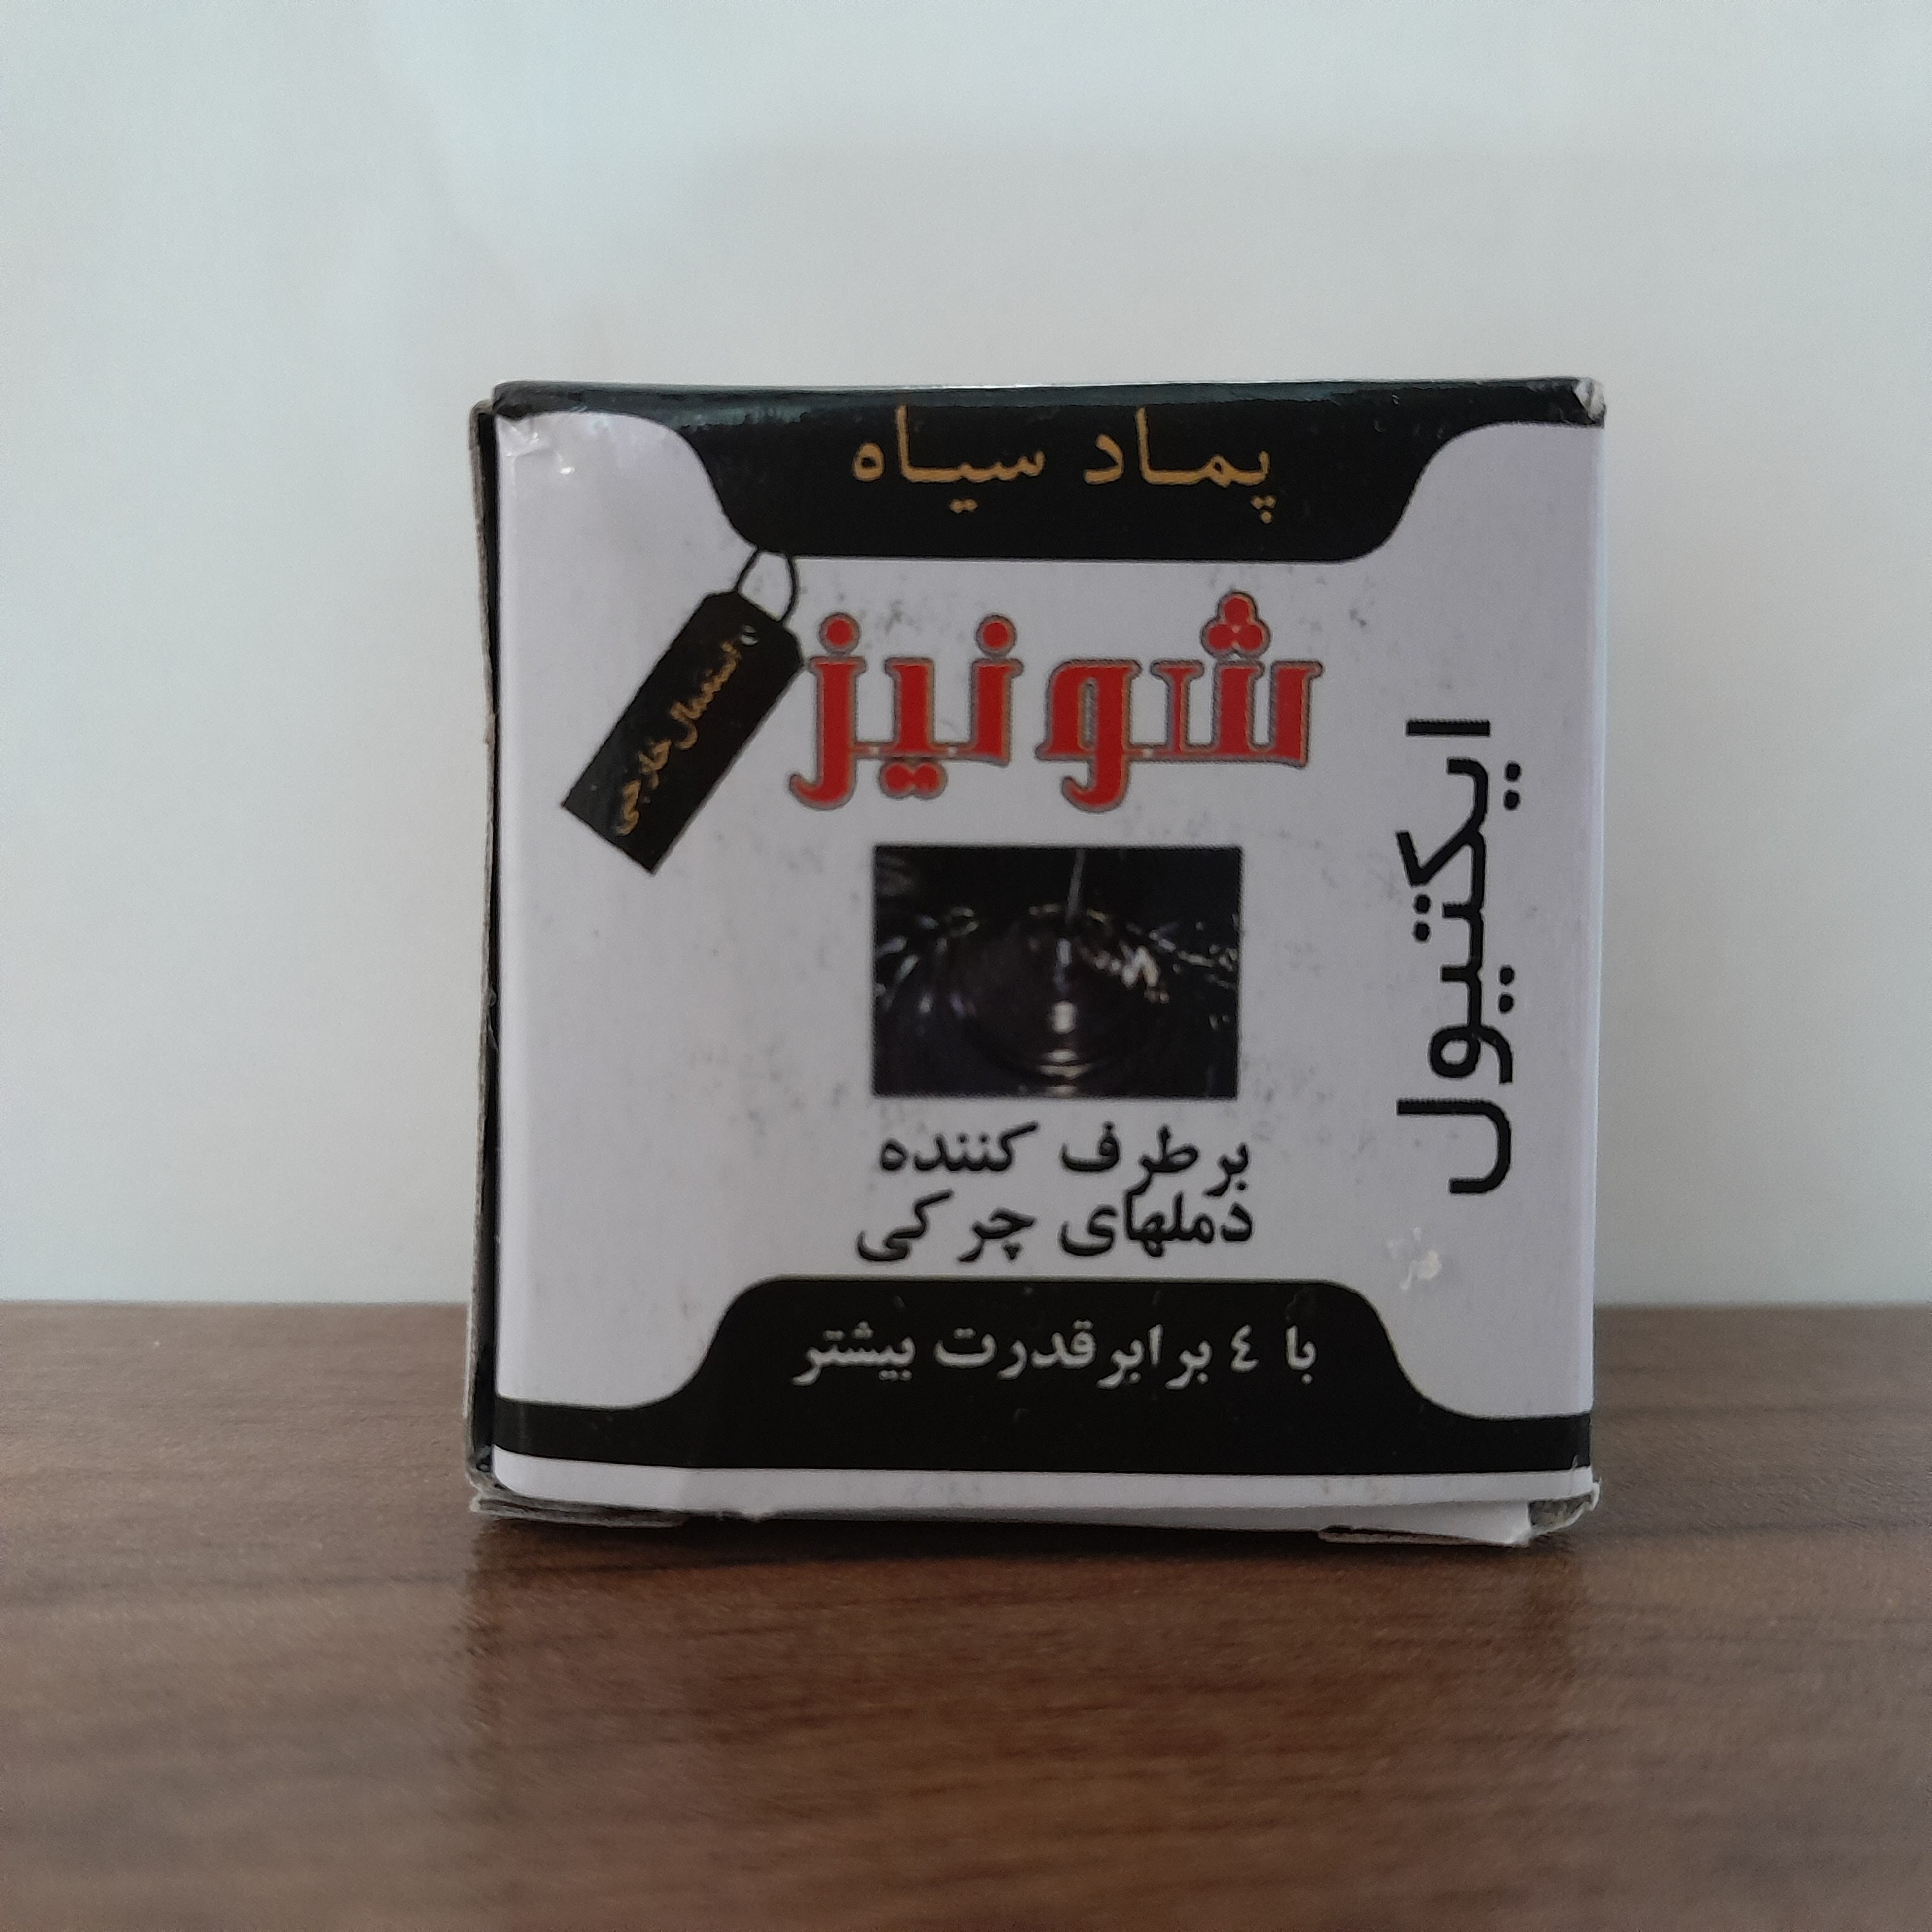 پماد سیاه
شونیز
استعمال خارجی
ایکتیول
برطرف کننده
دملهای چرکی
با ٤ برابر قدرت بیشتر